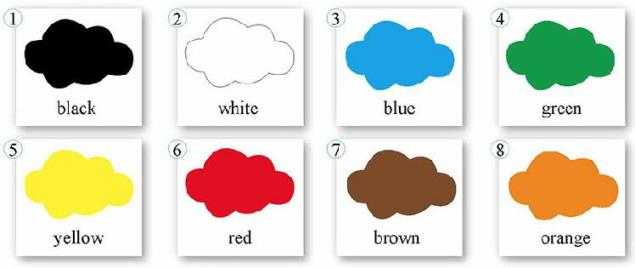 1
black
2
white
3
blue
4
green
5
yellow
6
red
7
brown
8
orange